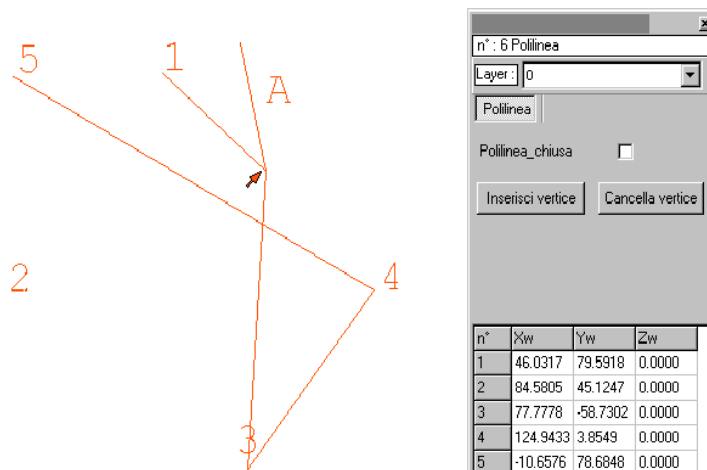 5
1
A
2
4
3
n° : 6 Polilinea
Layer : 0
Polilinea
Polilinea_chiusa
Inserisci vertice Cancella vertice
n° Xw Yw Zw
1 46.0317 79.5918 0.0000
2 84.5805 45.1247 0.0000
3 77.7778 -58.7302 0.0000
4 124.9433 3.8549 0.0000
5 -10.6576 78.6848 0.0000